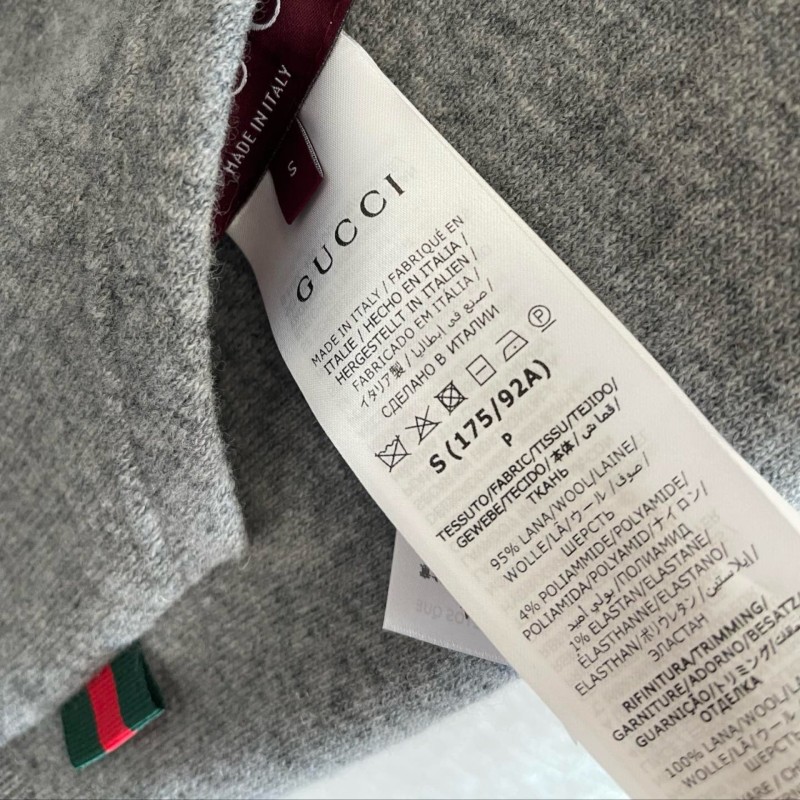 MADE IN ITALY
S
GUCCI
MADE IN ITALY / FABRIQUÉ EN
ITALIE / HECHO EN ITALIA /
HERGESTELLT IN ITALIEN /
FABRICADO EM ITÁLIA /
イタリア製 / صنع في ايطاليا /
СДЕЛАНО В ИТАЛИИ
P
S (175/92A)
P
TESSUTO/FABRIC/TISSU/TEJIDO/
GEWEBE/TECIDO/本体/قماش/
ТКАНЬ
95% LANA/WOOL/LAINE/
WOLLE/LÃ/ウール/صوف/
ШЕРСТЬ
4% POLIAMMIDE/POLYAMIDE/
POLIAMIDA/POLYAMID/ナイロン/
بولي أميد/ПОЛИАМИД
1% ELASTAN/ELASTANE/
ÉLASTHANNE/ELASTANO/
ELASTHAN/ポリウレタン/إيلاستين/
ЭЛАСТАН
RIFINITURA/TRIMMING/
GARNITURE/ADORNO/BESATZ/
GUARNIÇÃO/トリミング/
ОТДЕЛКА
100% LANA/WOOL/LA
WOLLE/LÃ/ウール/
ШЕРСТЬ